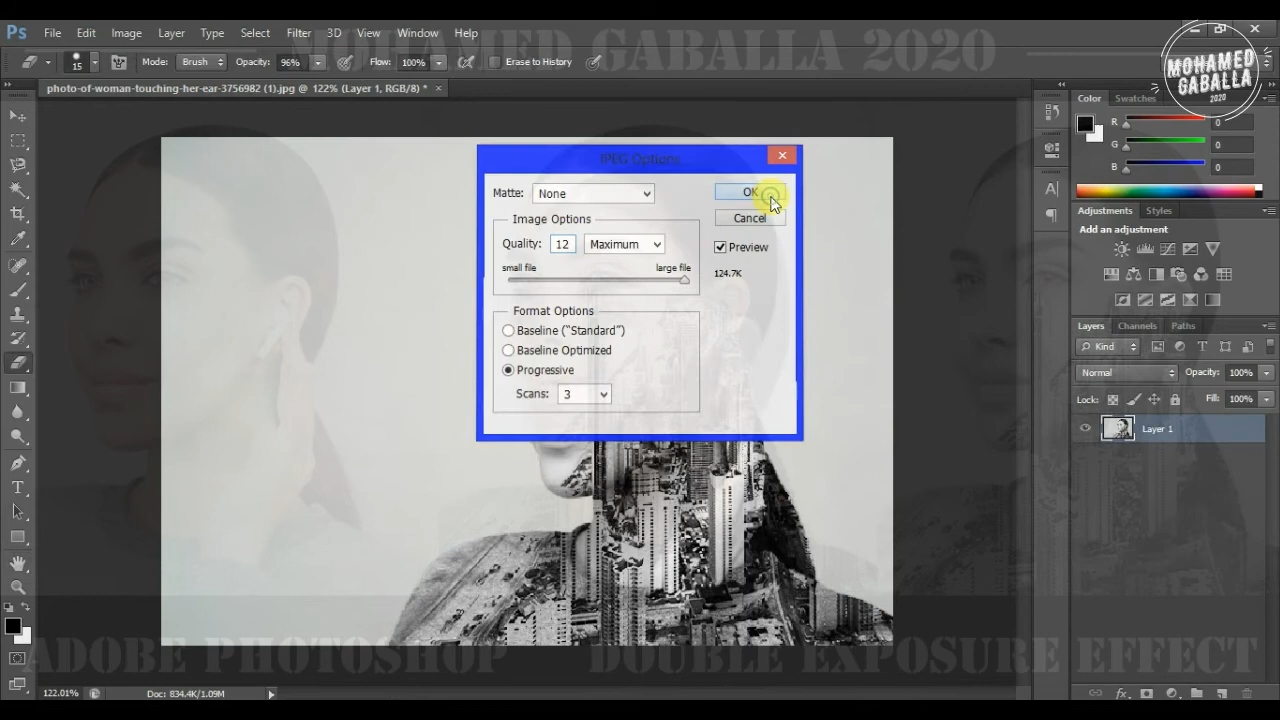 Ps File Edit Image Layer Type Select Filter 3D View Window Help
MOHAMED GABALLA 2020
MOHAMED
GABALLA
2020
15 Mode: Brush Opacity: 96% Flow: 100% Erase to History
photo-of-woman-touching-her-ear-3756982 (1).jpg @ 122% (Layer 1, RGB/8) * ×
Color Swatches
R 0
G 0
B 0
JPEG Options
Matte: None OK
Image Options Cancel
Quality: 12 Maximum Preview
small file large file 124.7K
Format Options
Baseline (“Standard”)
Baseline Optimized
Progressive
Scans: 3
Adjustments Styles
Add an adjustment
Layers Channels Paths
Kind
Normal Opacity: 100%
Lock: Fill: 100%
Layer 1
ADOBE PHOTOSHOP DOUBLE EXPOSURE EFFECT
122.01% Doc: 834.4K/1.09M